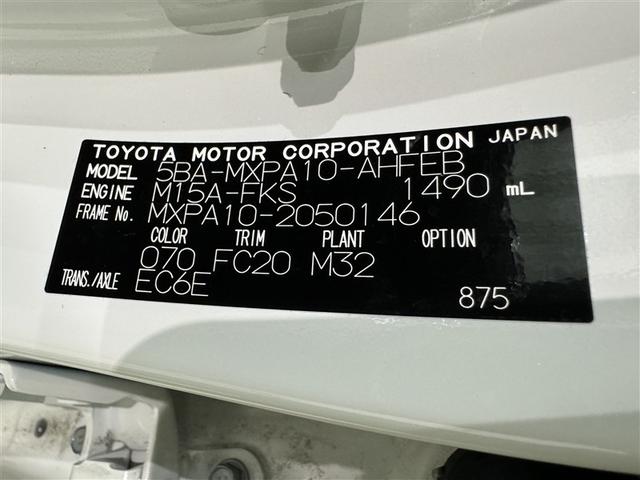 TOYOTA MOTOR CORPORATION JAPAN
MODEL 5BA-MXPA10-AHFEB
ENGINE M15A-FKS 1490 mL
FRAME No. MXPA10-2050146
COLOR TRIM PLANT OPTION
070 FC20 M32
TRANS./AXLE EC6E
875